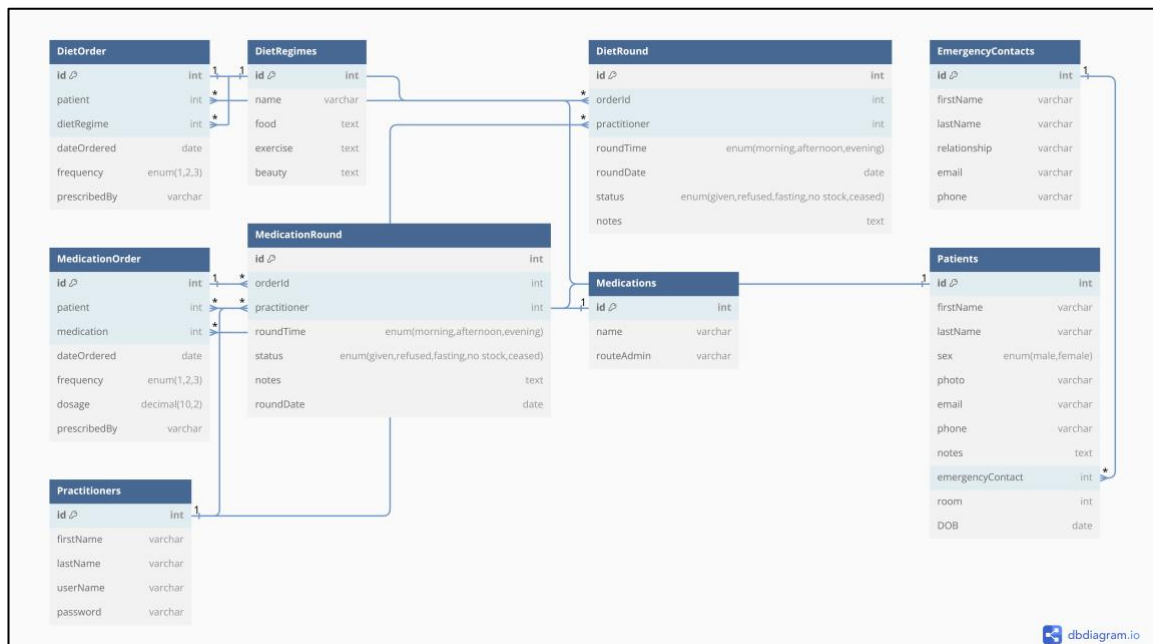 DietOrder
id int 1
patient int *
dietRegime int *
dateOrdered date
frequency enum(1,2,3)
prescribedBy varchar
DietRegimes
1 id int
name varchar
food text
exercise text
beauty text
DietRound
id int
* orderId int
* practitioner int
roundTime enum(morning,afternoon,evening)
roundDate date
status enum(given,refused,fasting,no stock,ceased)
notes text
EmergencyContacts
id int 1
firstName varchar
lastName varchar
relationship varchar
email varchar
phone varchar
MedicationOrder
id int 1
patient int *
medication int *
dateOrdered date
frequency enum(1,2,3)
dosage decimal(10,2)
prescribedBy varchar
MedicationRound
id int
* orderId int
* practitioner int
roundTime enum(morning,afternoon,evening)
status enum(given,refused,fasting,no stock,ceased)
notes text
roundDate date
Medications
1 id int
name varchar
routeAdmin varchar
Patients
1 id int
firstName varchar
lastName varchar
sex enum(male,female)
photo varchar
email varchar
phone varchar
notes text
emergencyContact int *
room int
DOB date
Practitioners
id int 1
firstName varchar
lastName varchar
userName varchar
password varchar
dbdiagram.io